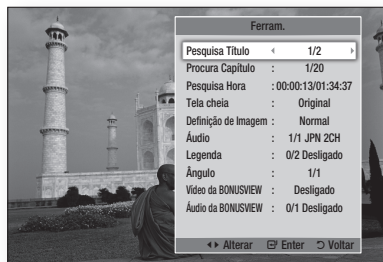 Ferram.
Pesquisa Título 1/2
Procura Capítulo : 1/20
Pesquisa Hora : 00:00:13/01:34:37
Tela cheia : Original
Definição de Imagem : Normal
Áudio : 1/1 JPN 2CH
Legenda : 0/2 Desligado
Ângulo : 1/1
Vídeo da BONUSVIEW : Desligado
Áudio da BONUSVIEW : 0/1 Desligado
Alterar Enter Voltar